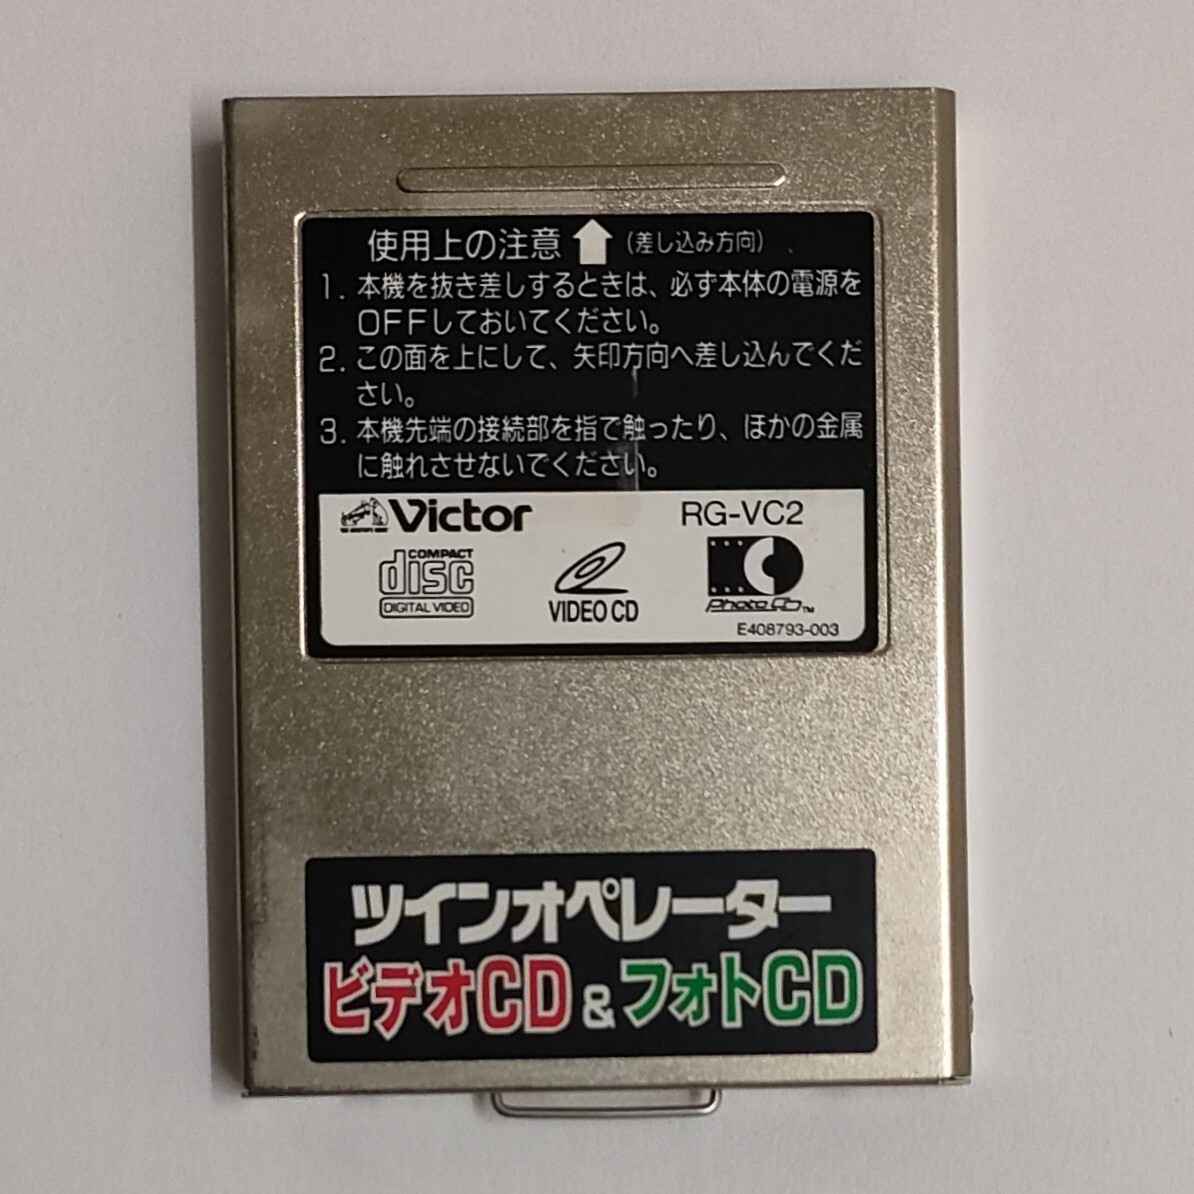 使用上の注意 (差し込み方向)
1. 本機を抜き差しするときは、必ず本体の電源を
OFFしておいてください。
2. この面を上にして、矢印方向へ差し込んでくだ
さい。
3. 本機先端の接続部を指で触ったり、ほかの金属
に触れさせないでください。
Victor RG-VC2
COMPACT
disc
DIGITAL VIDEO
VIDEO CD
Photo CD TM
E408793-003
ツインオペレーター
ビデオCD & フォトCD